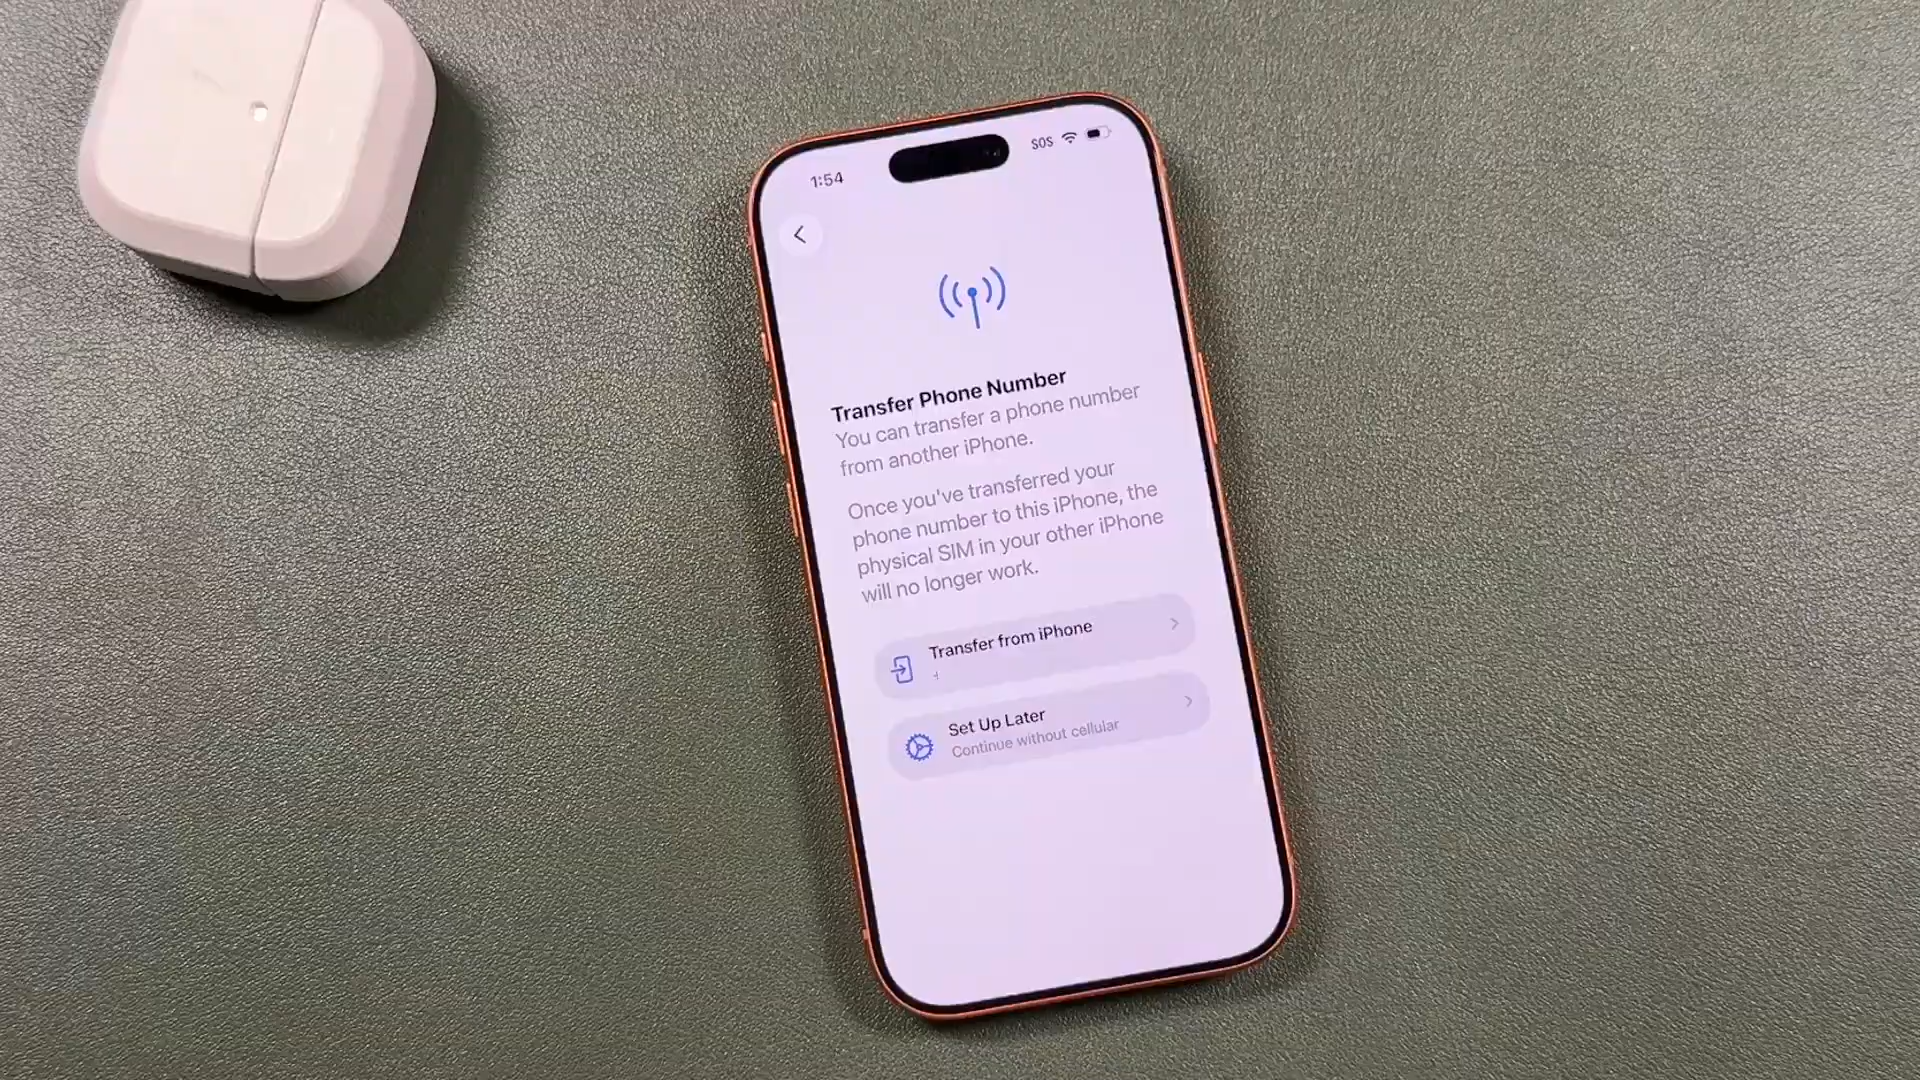 1:54
SOS
Transfer Phone Number
You can transfer a phone number
from another iPhone.
Once you've transferred your
phone number to this iPhone, the
physical SIM in your other iPhone
will no longer work.
Transfer from iPhone
Set Up Later
Continue without cellular